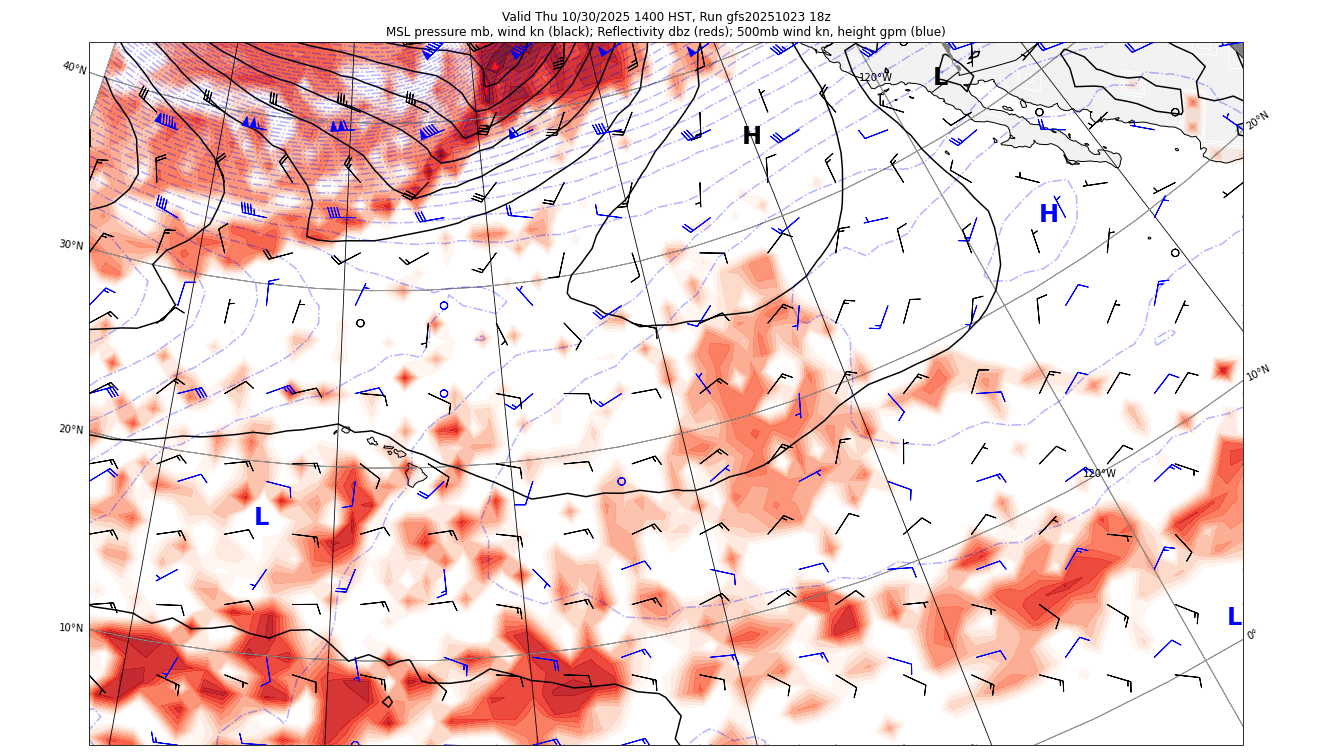 Valid Thu 10/30/2025 1400 HST, Run gfs20251023 18z
MSL pressure mb, wind kn (black); Reflectivity dbz (reds); 500mb wind kn, height gpm (blue)
40°N
120°W
L
20°N
H
H
30°N
10°N
20°N
120°W
L
10°N
L
0°